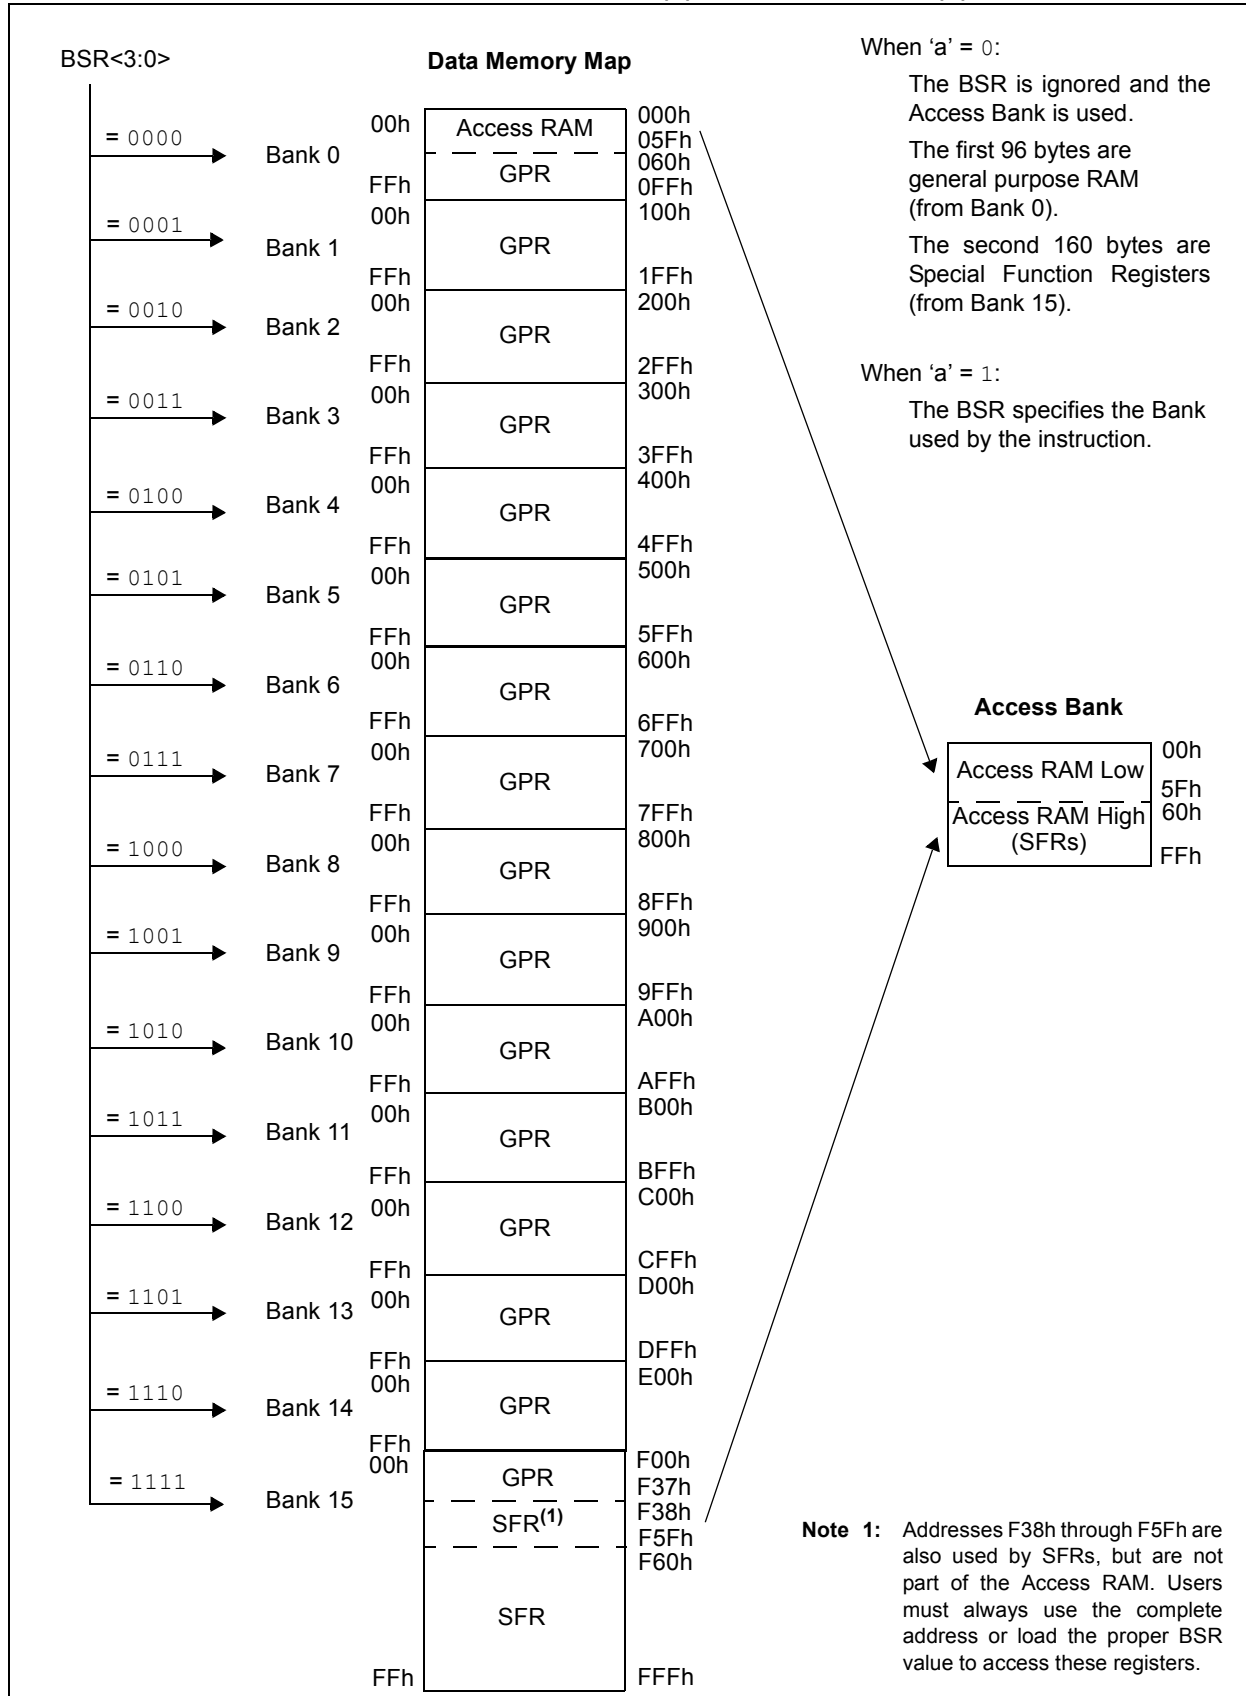 BSR<3:0>
Data Memory Map
When ‘a’ = 0:
The BSR is ignored and the
Access Bank is used.
The first 96 bytes are
general purpose RAM
(from Bank 0).
The second 160 bytes are
Special Function Registers
(from Bank 15).
When ‘a’ = 1:
The BSR specifies the Bank
used by the instruction.
= 0000
Bank 0
00h
Access RAM
000h
05Fh
060h
GPR
FFh
0FFh
= 0001
Bank 1
00h
100h
GPR
FFh
1FFh
= 0010
Bank 2
00h
200h
GPR
FFh
2FFh
= 0011
Bank 3
00h
300h
GPR
FFh
3FFh
= 0100
Bank 4
00h
400h
GPR
FFh
4FFh
= 0101
Bank 5
00h
500h
GPR
FFh
5FFh
= 0110
Bank 6
00h
600h
GPR
FFh
6FFh
= 0111
Bank 7
00h
700h
GPR
FFh
7FFh
= 1000
Bank 8
00h
800h
GPR
FFh
8FFh
= 1001
Bank 9
00h
900h
GPR
FFh
9FFh
= 1010
Bank 10
00h
A00h
GPR
FFh
AFFh
= 1011
Bank 11
00h
B00h
GPR
FFh
BFFh
= 1100
Bank 12
00h
C00h
GPR
FFh
CFFh
= 1101
Bank 13
00h
D00h
GPR
FFh
DFFh
= 1110
Bank 14
00h
E00h
GPR
FFh
= 1111
Bank 15
00h
F00h
GPR
F37h
F38h
SFR(1)
F5Fh
F60h
SFR
FFh
FFFh
Access Bank
Access RAM Low
00h
5Fh
Access RAM High
(SFRs)
60h
FFh
Note 1: Addresses F38h through F5Fh are
also used by SFRs, but are not
part of the Access RAM. Users
must always use the complete
address or load the proper BSR
value to access these registers.